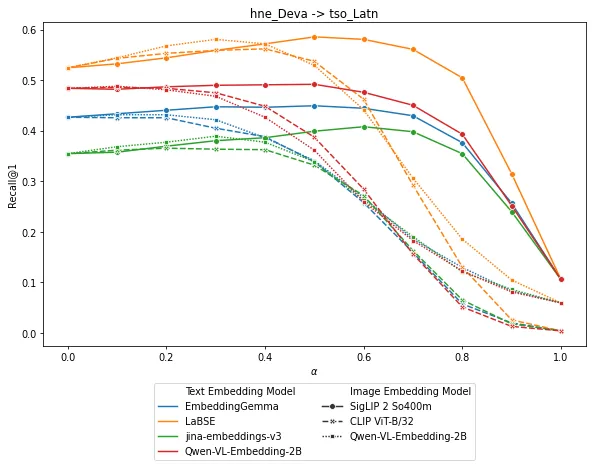 hne_Deva -> tso_Latn
Recall@1
0.6
0.5
0.4
0.3
0.2
0.1
0.0
0.0 0.2 0.4 0.6 0.8 1.0
α
Text Embedding Model
EmbeddingGemma
LaBSE
jina-embeddings-v3
Qwen-VL-Embedding-2B
Image Embedding Model
SigLIP 2 So400m
CLIP ViT-B/32
Qwen-VL-Embedding-2B